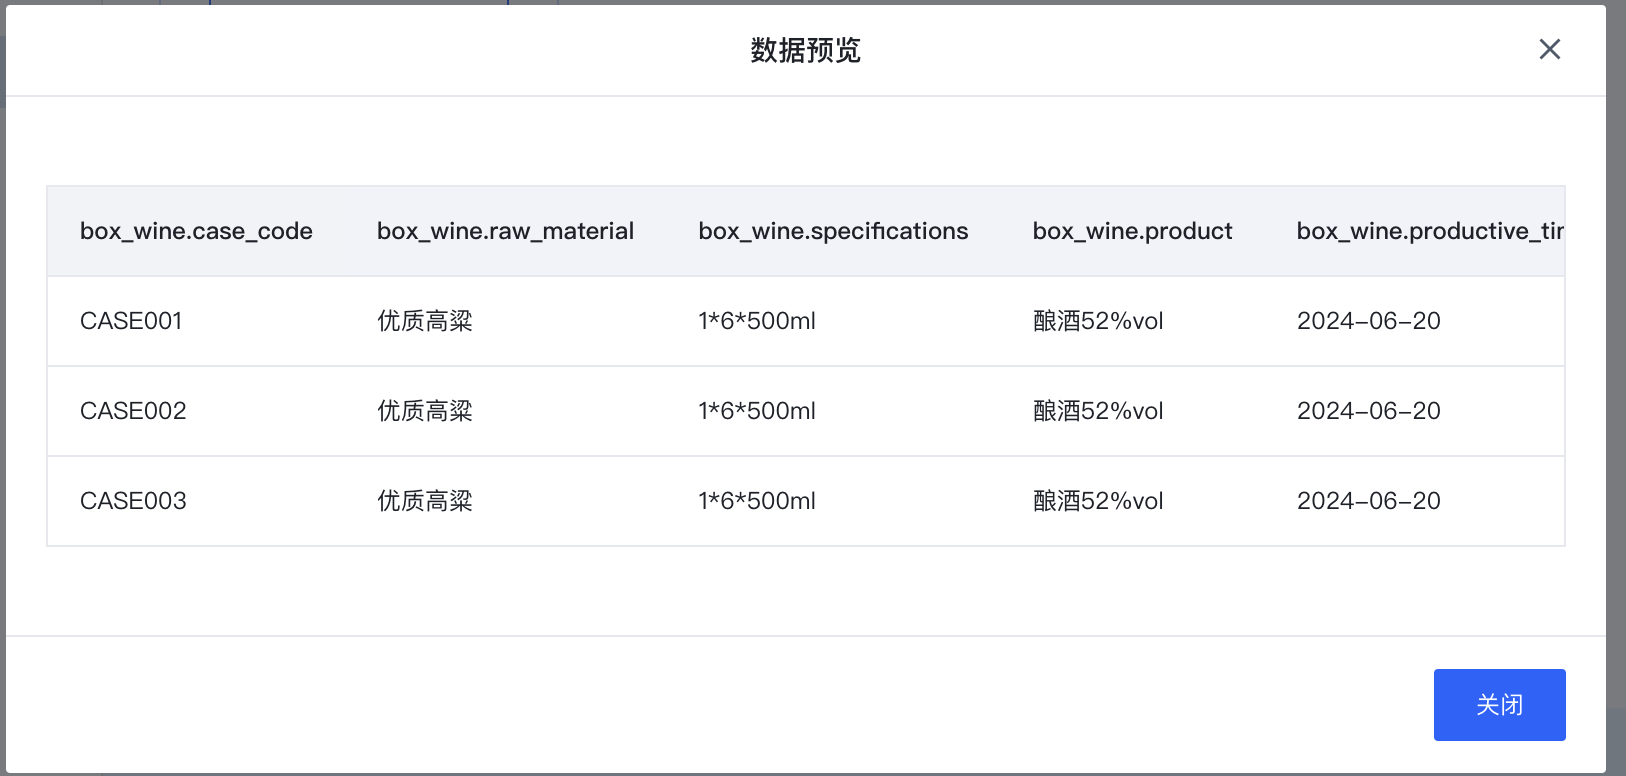 数据预览
box_wine.case_code box_wine.raw_material box_wine.specifications box_wine.product box_wine.productive_tir
CASE001 优质高粱 1*6*500ml 酿酒52%vol 2024-06-20
CASE002 优质高粱 1*6*500ml 酿酒52%vol 2024-06-20
CASE003 优质高粱 1*6*500ml 酿酒52%vol 2024-06-20
关闭